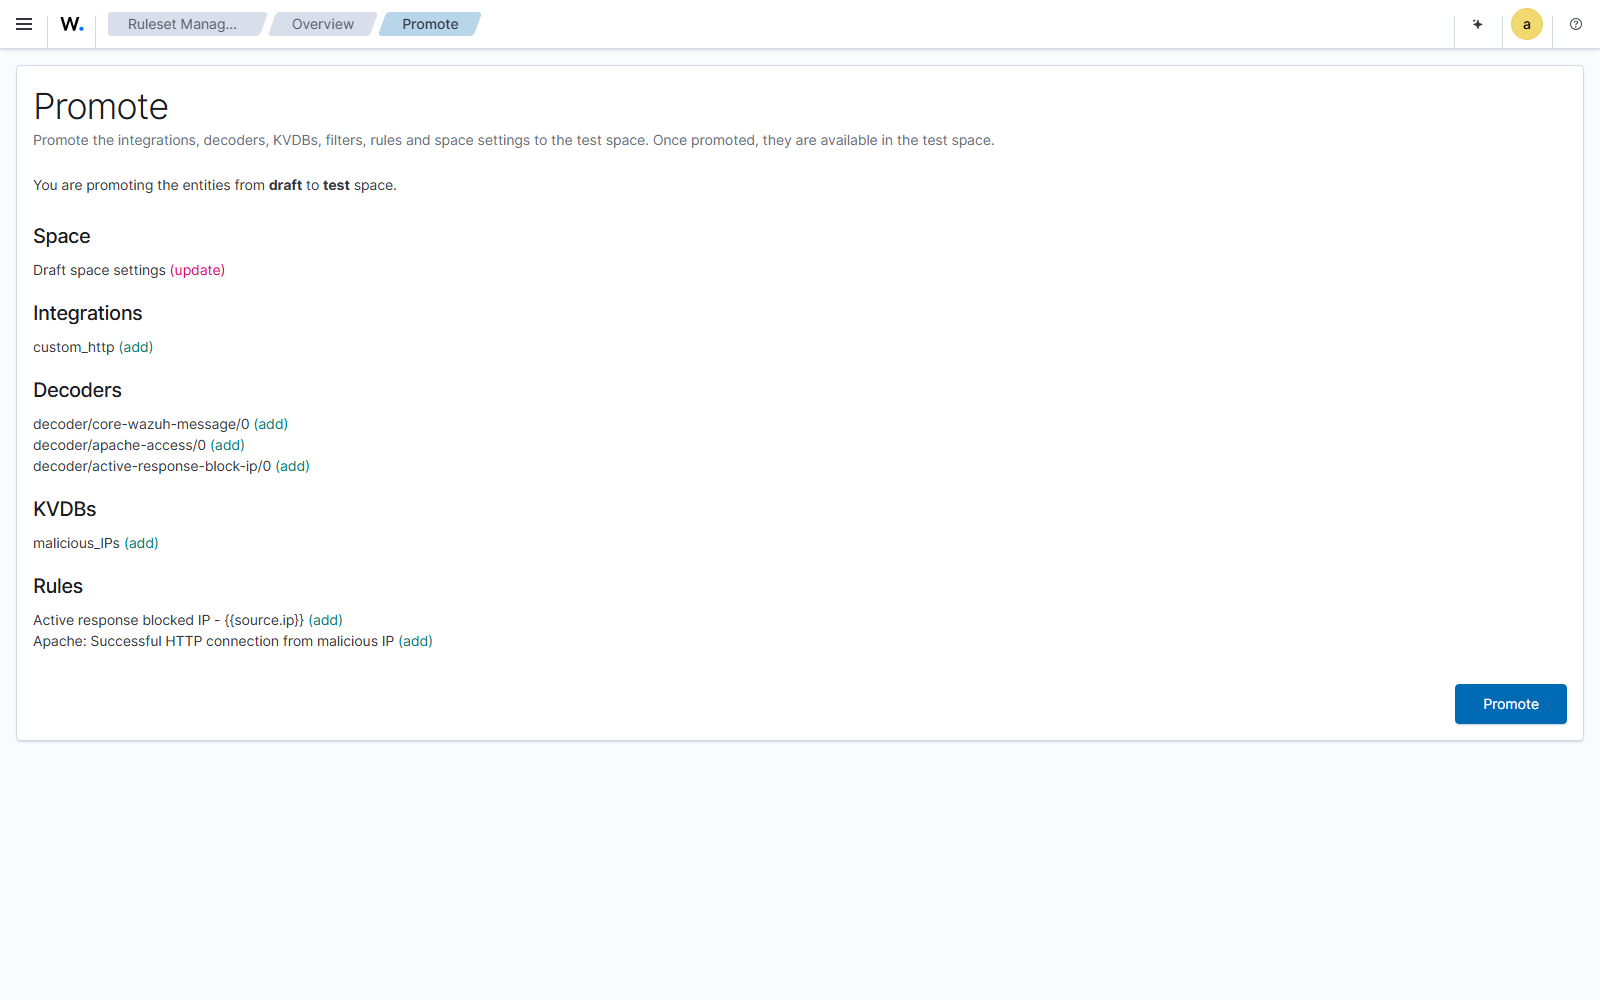 W.
Ruleset Manag...
Overview
Promote
a
Promote
Promote the integrations, decoders, KVDBs, filters, rules and space settings to the test space. Once promoted, they are available in the test space.
You are promoting the entities from draft to test space.
Space
Draft space settings (update)
Integrations
custom_http (add)
Decoders
decoder/core-wazuh-message/0 (add)
decoder/apache-access/0 (add)
decoder/active-response-block-ip/0 (add)
KVDBs
malicious_IPs (add)
Rules
Active response blocked IP - {{source.ip}} (add)
Apache: Successful HTTP connection from malicious IP (add)
Promote